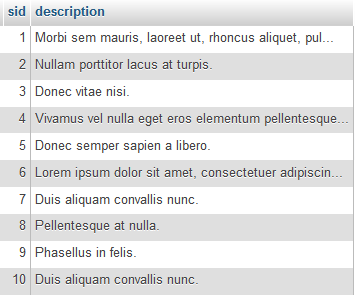 sid description
1 Morbi sem mauris, laoreet ut, rhoncus aliquet, pul...
2 Nullam porttitor lacus at turpis.
3 Donec vitae nisi.
4 Vivamus vel nulla eget eros elementum pellentesque...
5 Donec semper sapien a libero.
6 Lorem ipsum dolor sit amet, consectetuer adipiscin...
7 Duis aliquam convallis nunc.
8 Pellentesque at nulla.
9 Phasellus in felis.
10 Duis aliquam convallis nunc.